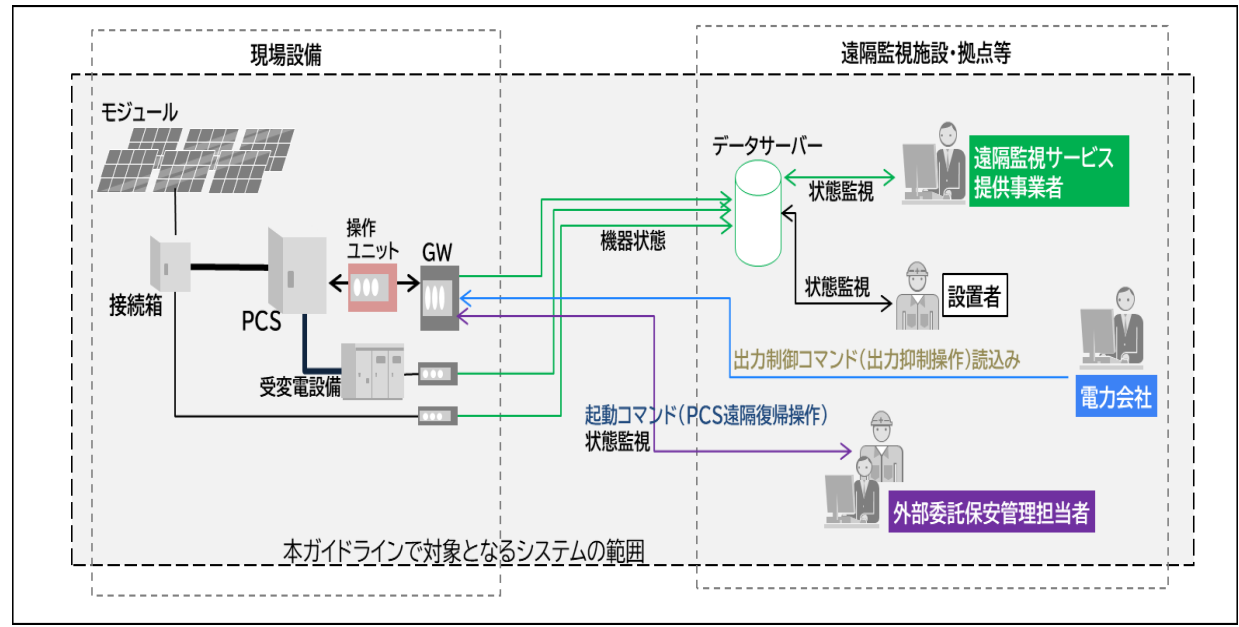 現場設備
遠隔監視施設・拠点等
モジュール
データサーバー
遠隔監視サービス
提供事業者
状態監視
操作
ユニット
GW
機器状態
接続箱
PCS
状態監視
設置者
受変電設備
出力制御コマンド(出力抑制操作)読込み
電力会社
起動コマンド(PCS遠隔復帰操作)
状態監視
外部委託保安管理担当者
本ガイドラインで対象となるシステムの範囲